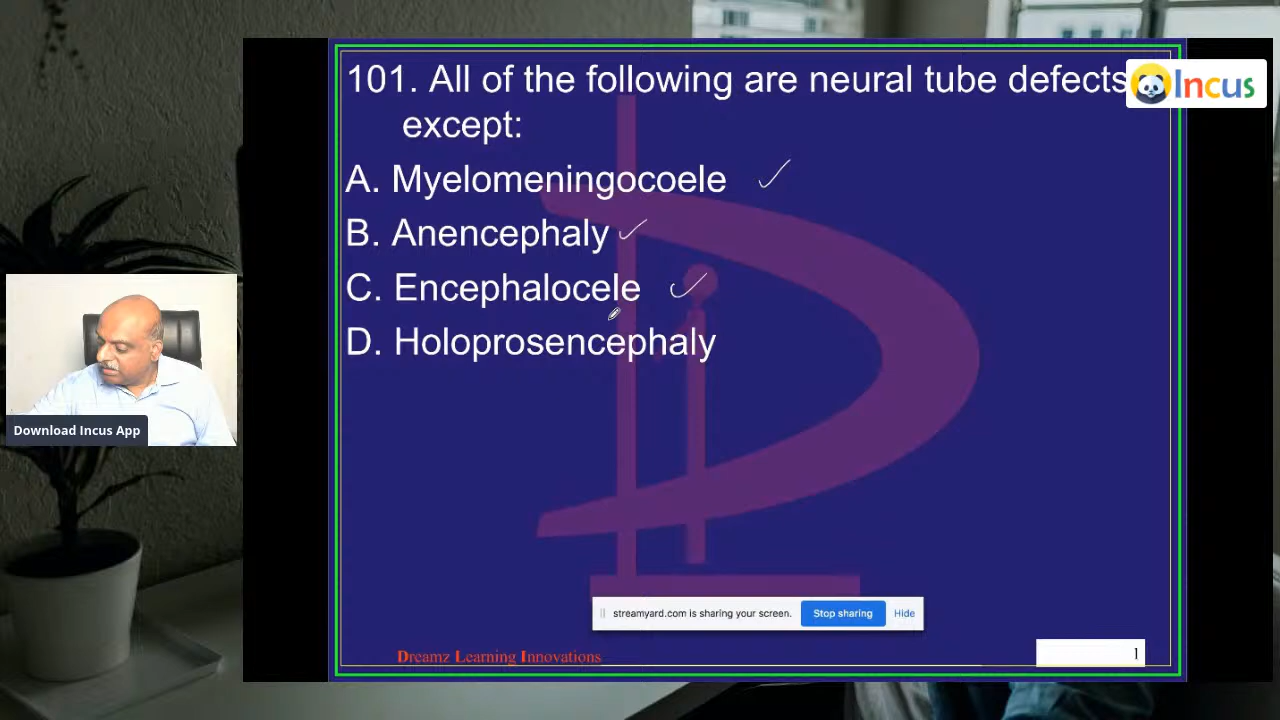 101. All of the following are neural tube defects
except:
Incus
A. Myelomeningocoele
B. Anencephaly
C. Encephalocele
D. Holoprosencephaly
Download Incus App
streamyard.com is sharing your screen. Stop sharing Hide
Dreamz Learning Innovations
1